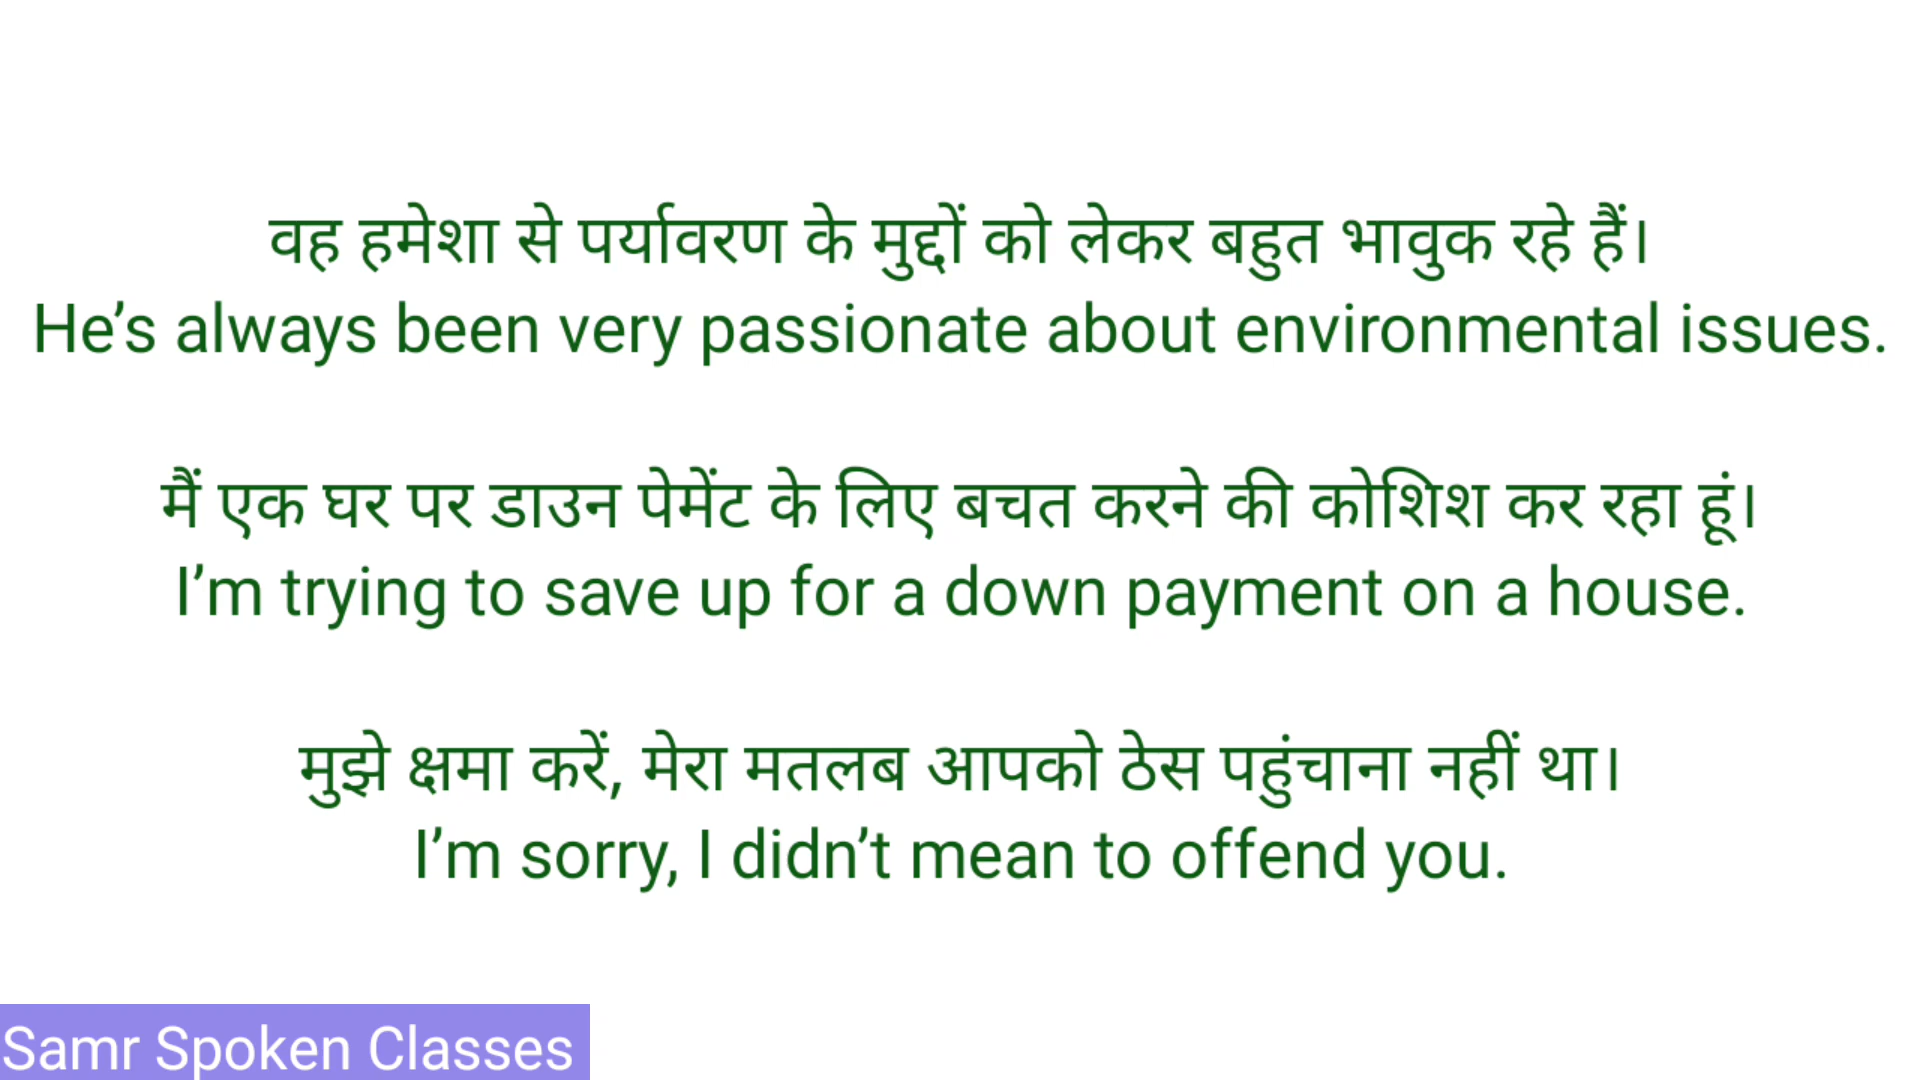 वह हमेशा से पर्यावरण के मुद्दों को लेकर बहुत भावुक रहे हैं।
He’s always been very passionate about environmental issues.
मैं एक घर पर डाउन पेमेंट के लिए बचत करने की कोशिश कर रहा हूं।
I’m trying to save up for a down payment on a house.
मुझे क्षमा करें, मेरा मतलब आपको ठेस पहुंचाना नहीं था।
I’m sorry, I didn’t mean to offend you.
Samr Spoken Classes